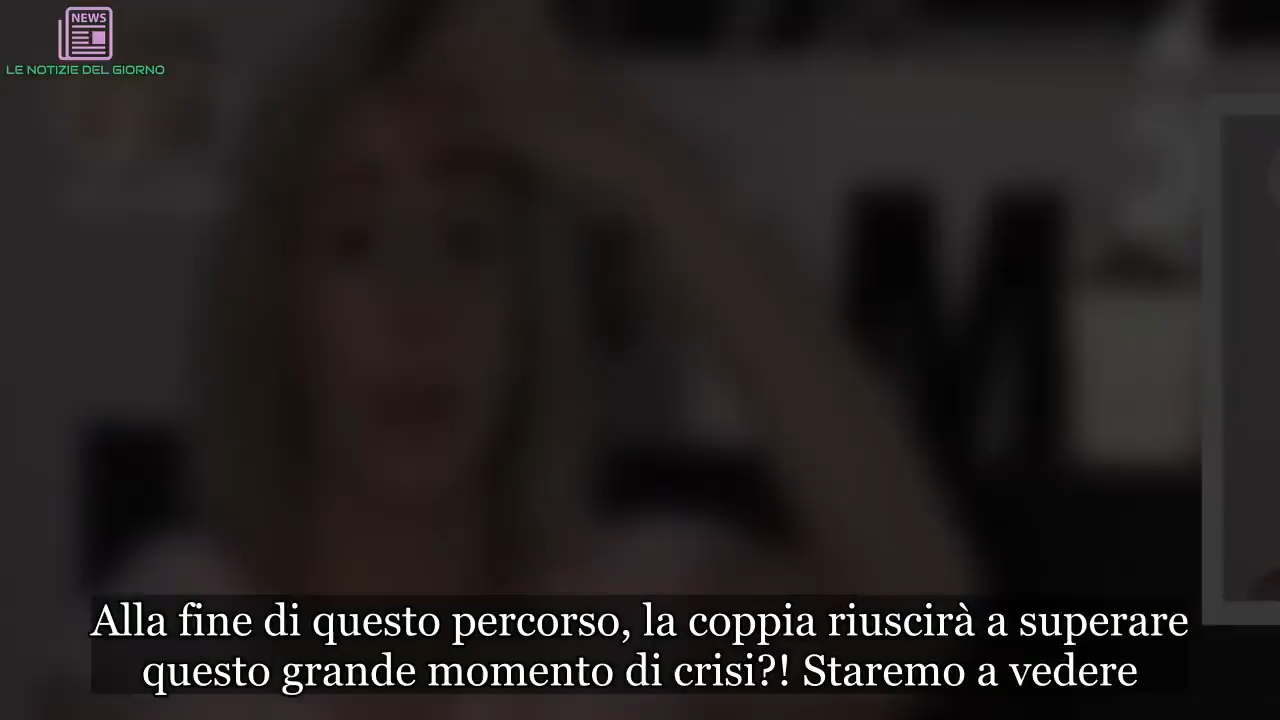 NEWS
LE NOTIZIE DEL GIORNO
Alla fine di questo percorso, la coppia riuscirà a superare
questo grande momento di crisi?! Staremo a vedere